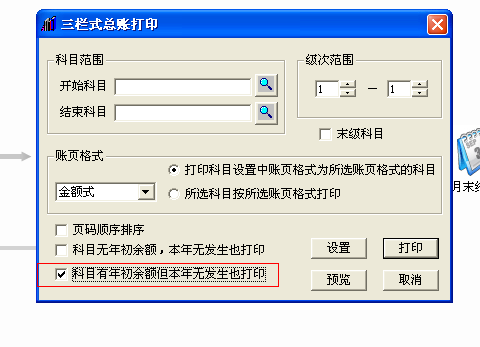 三栏式总账打印
科目范围
开始科目
结束科目
级次范围
1 — 1
末级科目
账页格式
金额式
打印科目设置中账页格式为所选账页格式的科目
所选科目按所选账页格式打印
页码顺序排序
科目无年初余额，本年无发生也打印
科目有年初余额但本年无发生也打印
设置
打印
预览
取消
月末